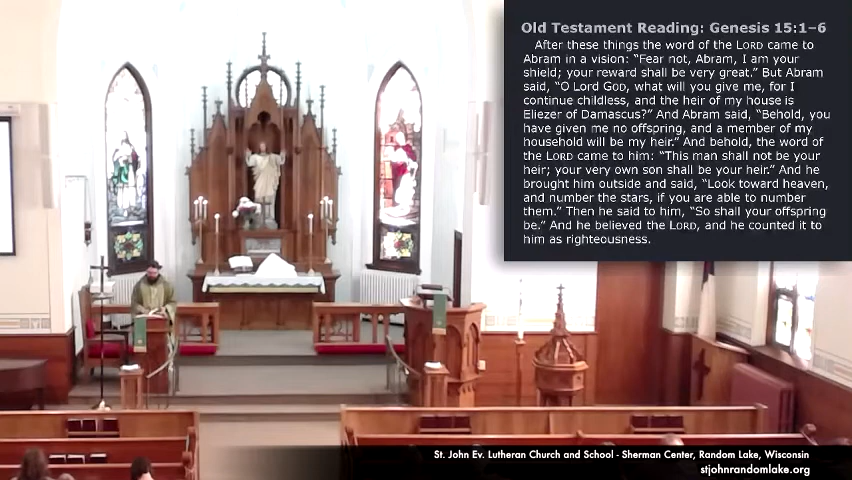 Old Testament Reading: Genesis 15:1–6
After these things the word of the LORD came to
Abram in a vision: “Fear not, Abram, I am your
shield; your reward shall be very great.” But Abram
said, “O Lord GOD, what will you give me, for I
continue childless, and the heir of my house is
Eliezer of Damascus?” And Abram said, “Behold, you
have given me no offspring, and a member of my
household will be my heir.” And behold, the word of
the LORD came to him: “This man shall not be your
heir; your very own son shall be your heir.” And he
brought him outside and said, “Look toward heaven,
and number the stars, if you are able to number
them.” Then he said to him, “So shall your offspring
be.” And he believed the LORD, and he counted it to
him as righteousness.
St. John Ev. Lutheran Church and School - Sherman Center, Random Lake, Wisconsin
stjohnrandomlake.org